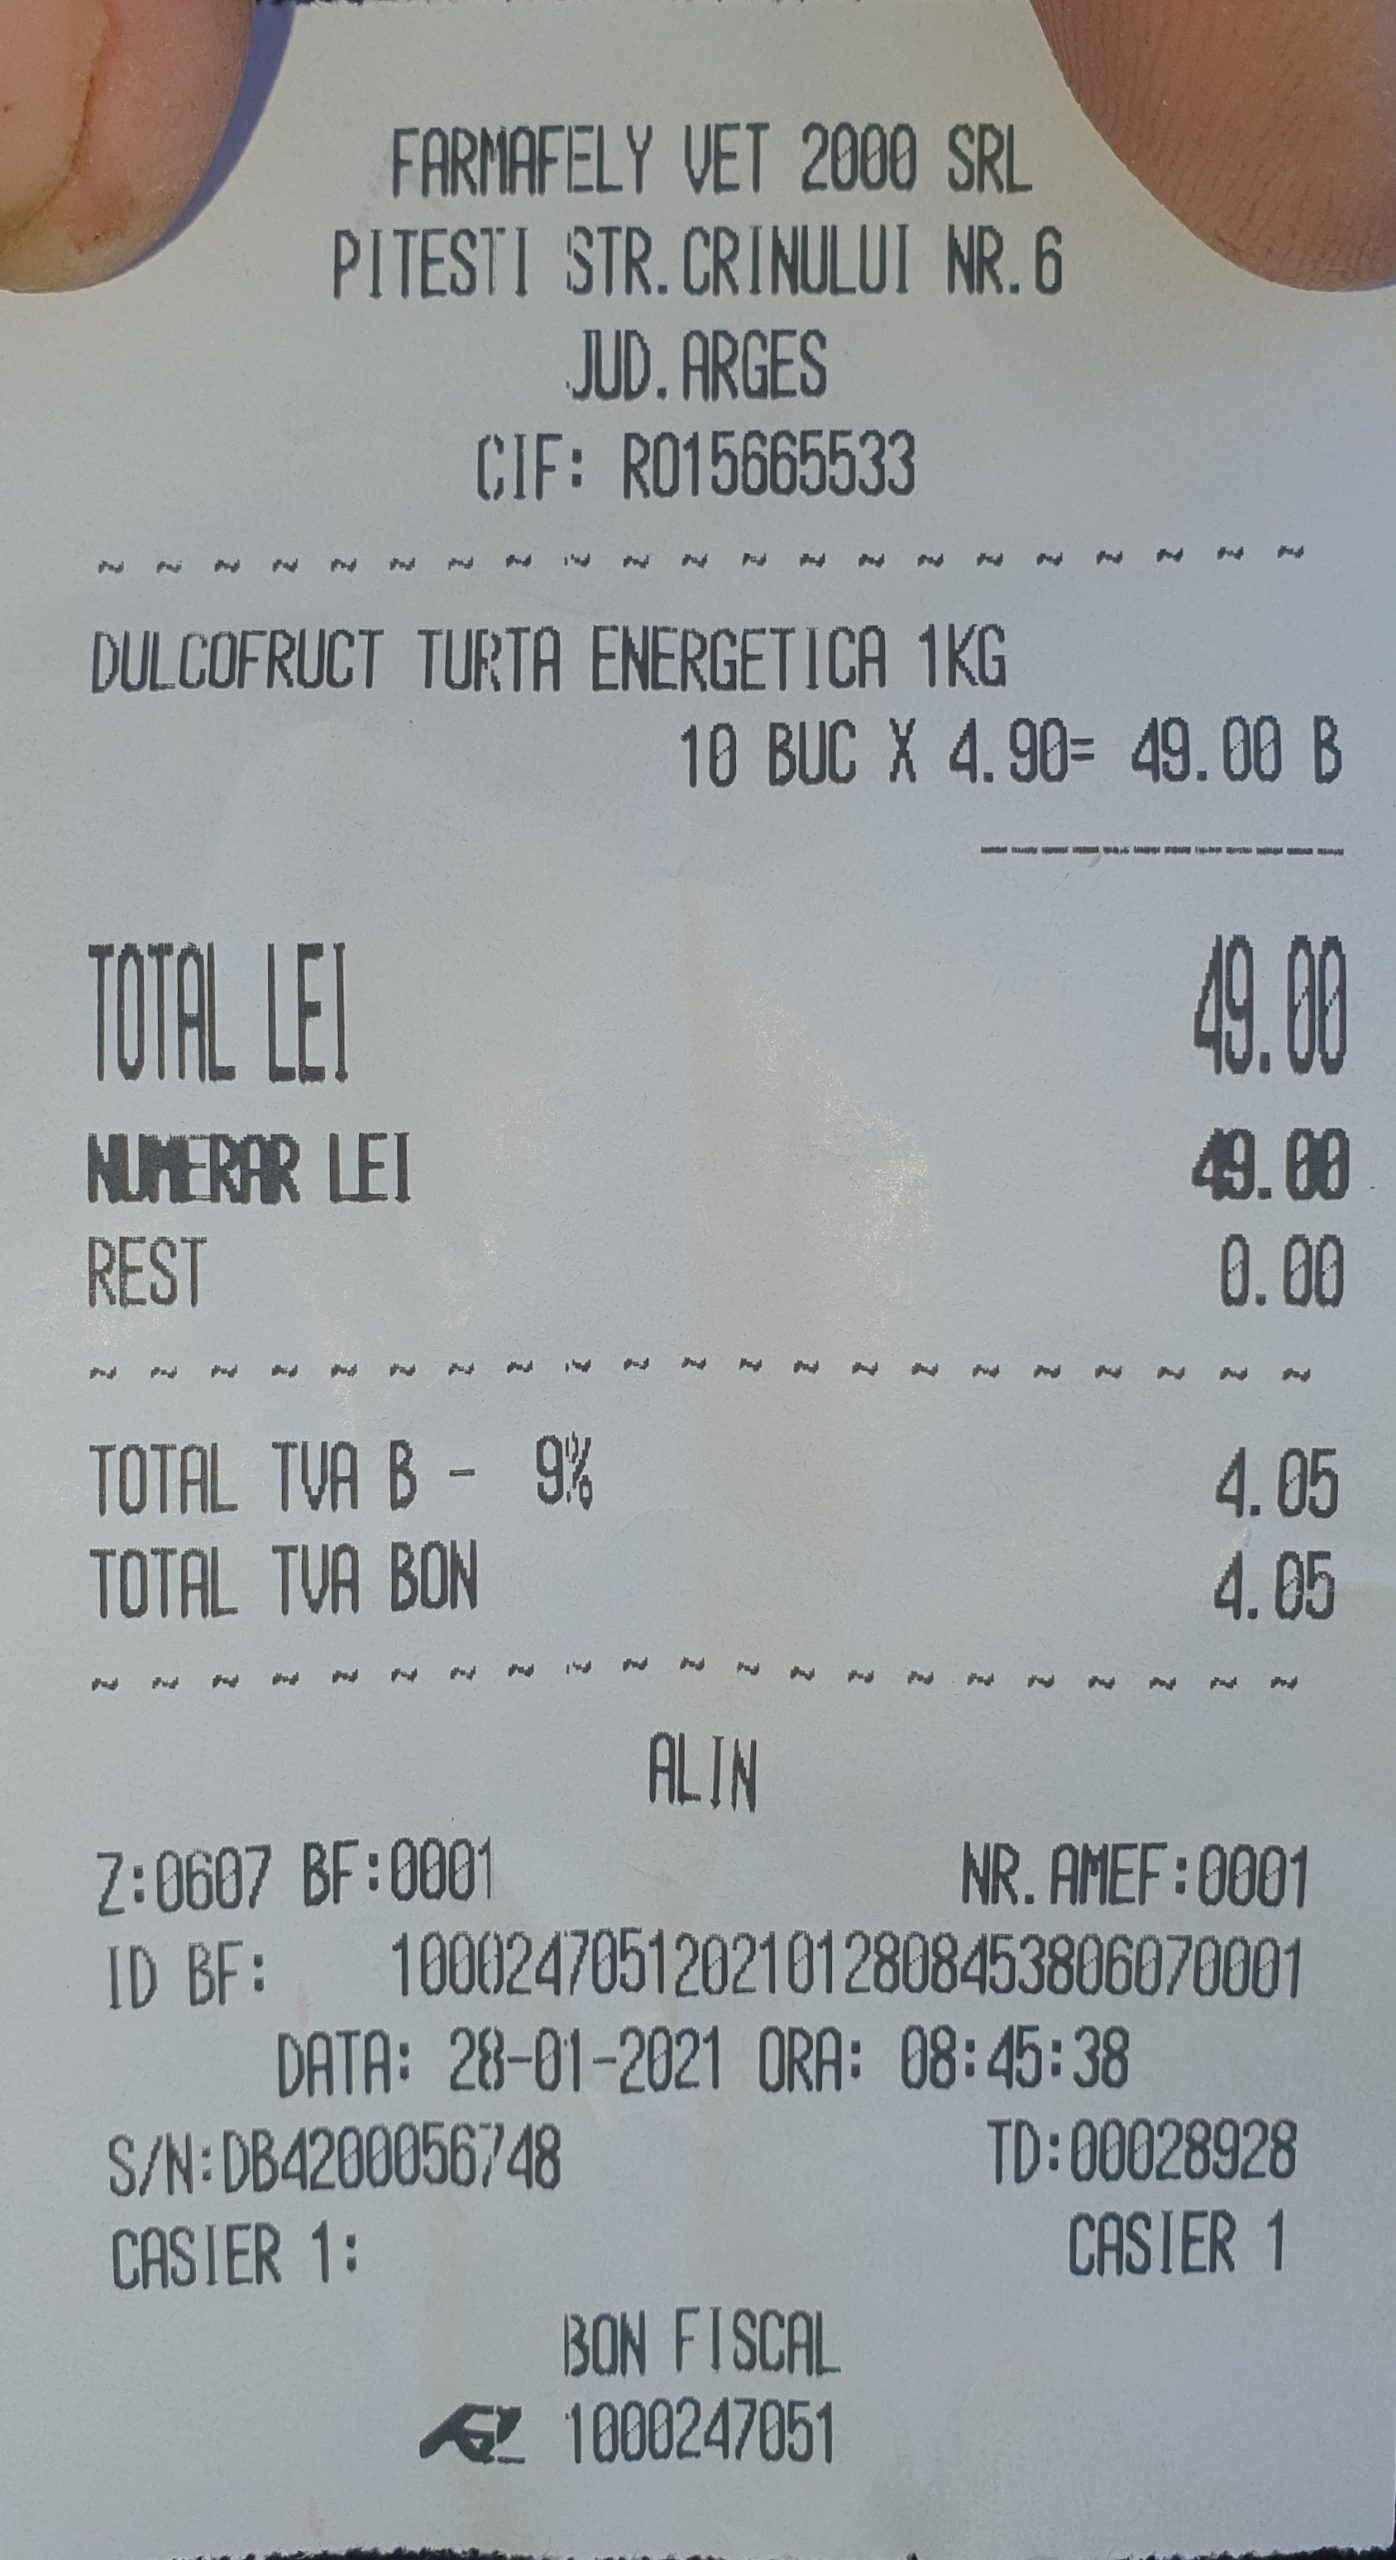 FARMAFELY VET 2000 SRL
PITESTI STR.CRINULUI NR.6
JUD.ARGES
CIF: RO15665533
~ ~ ~ ~ ~ ~ ~ ~ ~ ~ ~ ~ ~ ~ ~ ~ ~ ~ ~ ~ ~
DULCOFRUCT TURTA ENERGETICA 1KG
10 BUC X 4.90= 49.00 B
------------
TOTAL LEI 49.00
NUMERAR LEI 49.00
REST 0.00
~ ~ ~ ~ ~ ~ ~ ~ ~ ~ ~ ~ ~ ~ ~ ~ ~ ~ ~ ~ ~
TOTAL TVA B - 9% 4.05
TOTAL TVA BON 4.05
~ ~ ~ ~ ~ ~ ~ ~ ~ ~ ~ ~ ~ ~ ~ ~ ~ ~ ~ ~ ~
ALIN
Z:0607 BF:0001 NR.AMEF:0001
ID BF: 1000247051202101280845380607​0001
DATA: 28-01-2021 ORA: 08:45:38
S/N:DB4200056748 TD:00028928
CASIER 1: CASIER 1
BON FISCAL
1000247051